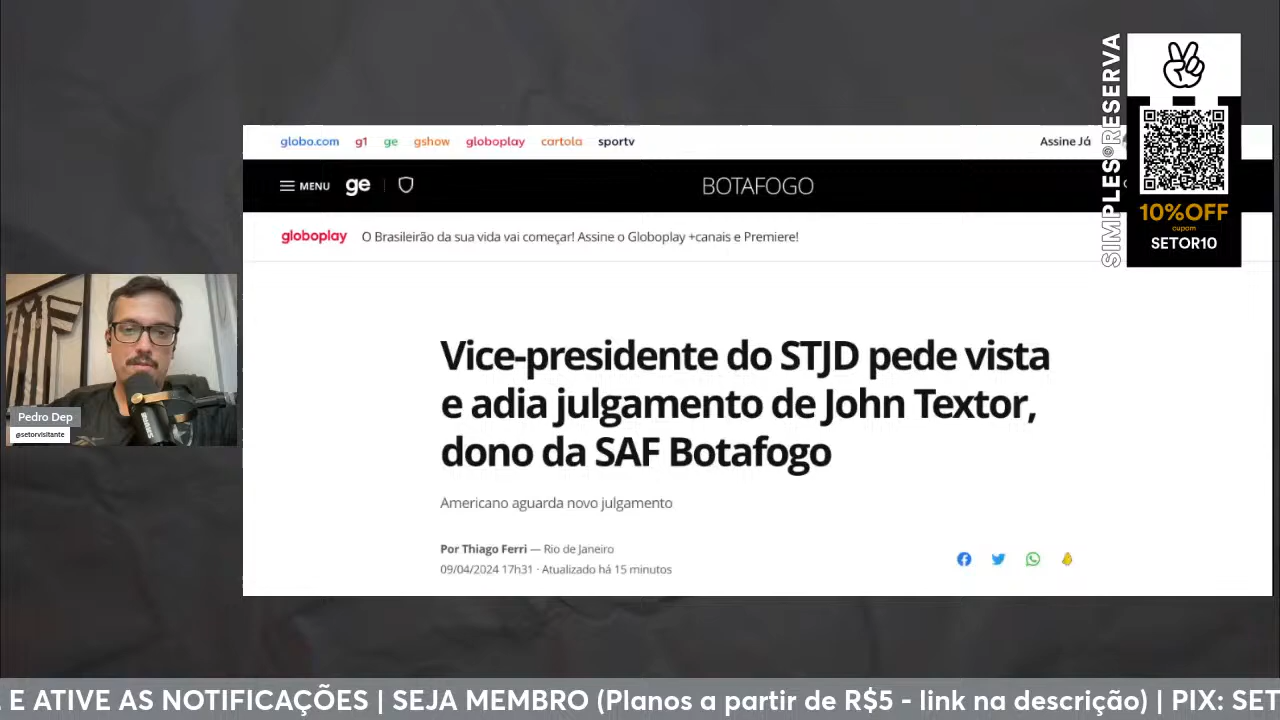 globo.com g1 ge gshow globoplay cartola sportv Assine Já
MENU ge BOTAFOGO
globoplay O Brasileirão da sua vida vai começar! Assine o Globoplay +canais e Premiere!
Vice-presidente do STJD pede vista
e adia julgamento de John Textor,
dono da SAF Botafogo
Americano aguarda novo julgamento
Por Thiago Ferri — Rio de Janeiro
09/04/2024 17h31 · Atualizado há 15 minutos
SIMPLES®RESERVA
10%OFF
cupom
SETOR10
Pedro Dep
@setorvisitante
E ATIVE AS NOTIFICAÇÕES | SEJA MEMBRO (Planos a partir de R$5 - link na descrição) | PIX: SET